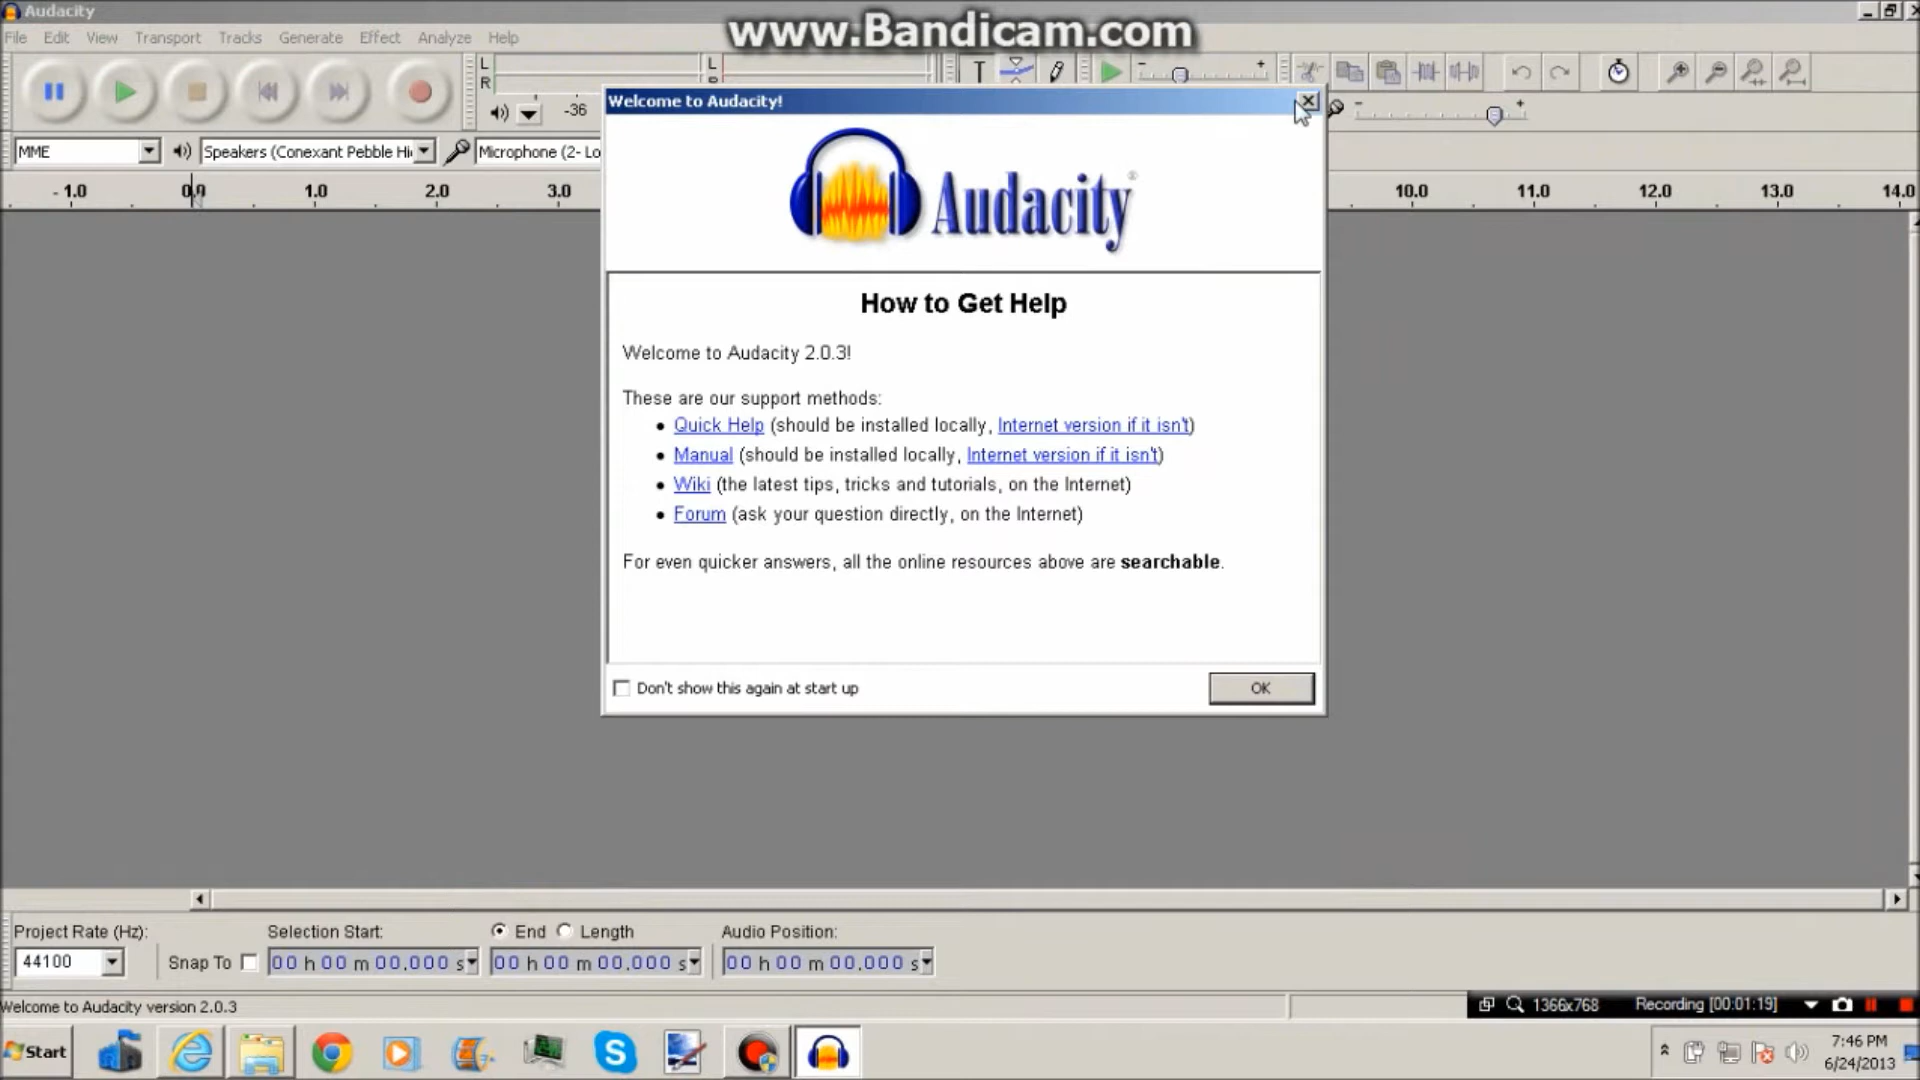 Audacity
www.Bandicam.com
File Edit View Transport Tracks Generate Effect Analyze Help
L
R
L
-36
MME
Speakers (Conexant Pebble Hi
Microphone (2- Lo
- 1.0 0.0 1.0 2.0 3.0 10.0 11.0 12.0 13.0 14.0
Welcome to Audacity!
Audacity®
How to Get Help
Welcome to Audacity 2.0.3!
These are our support methods:
• Quick Help (should be installed locally, Internet version if it isn't)
• Manual (should be installed locally, Internet version if it isn't)
• Wiki (the latest tips, tricks and tutorials, on the Internet)
• Forum (ask your question directly, on the Internet)
For even quicker answers, all the online resources above are searchable.
Don't show this again at start up
OK
Project Rate (Hz): Selection Start: End Length Audio Position:
44100 Snap To 00 h 00 m 00.000 s 00 h 00 m 00.000 s 00 h 00 m 00.000 s
Welcome to Audacity version 2.0.3
1366x768 Recording [00:01:19]
Start
7:46 PM
6/24/2013